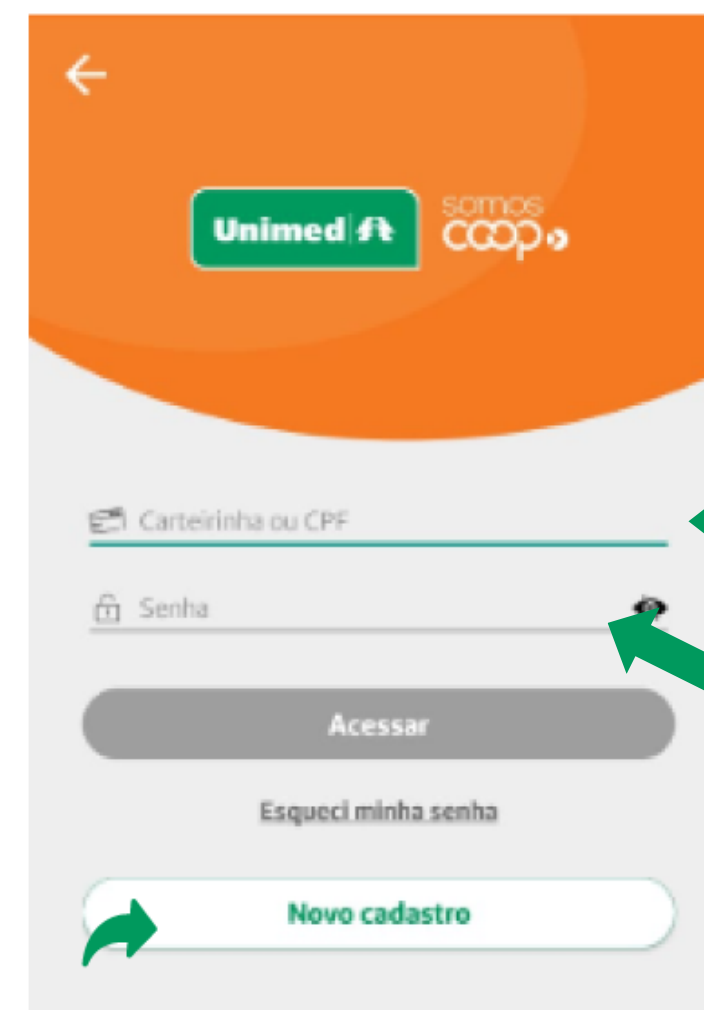 Unimed
somos
coop
Carteirinha ou CPF
Senha
Acessar
Esqueci minha senha
Novo cadastro